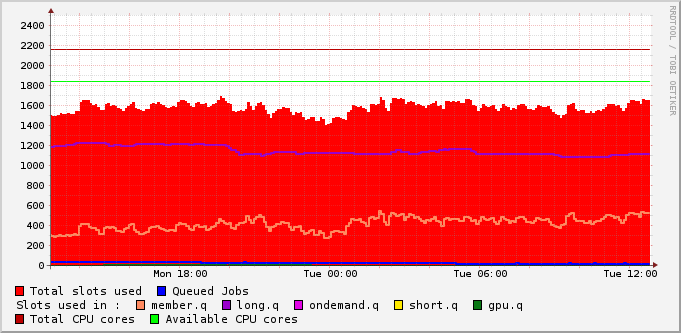 RRDTOOL / TOBI OETIKER
2400
2200
2000
1800
1600
1400
1200
1000
800
600
400
200
0
Mon 18:00 Tue 00:00 Tue 06:00 Tue 12:00
Total slots used Queued Jobs
Slots used in : member.q long.q ondemand.q short.q gpu.q
Total CPU cores Available CPU cores